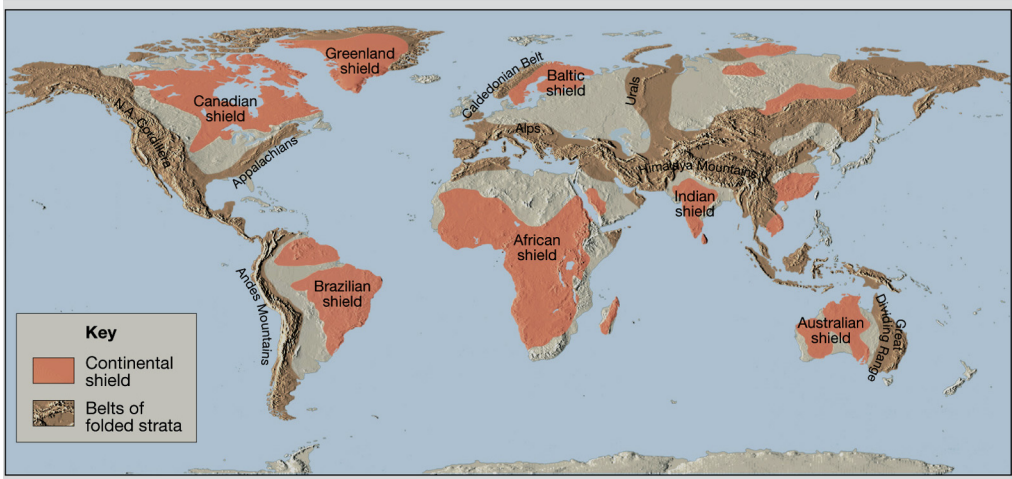 Greenland
shield
Caldedonian Belt
Baltic
shield
Urals
Canadian
shield
N.A. Cordillera
Appalachians
Alps
Himalaya Mountains
Indian
shield
African
shield
Brazilian
shield
Andes Mountains
Australian
shield
Great
Dividing Range
Key
Continental
shield
Belts of
folded strata